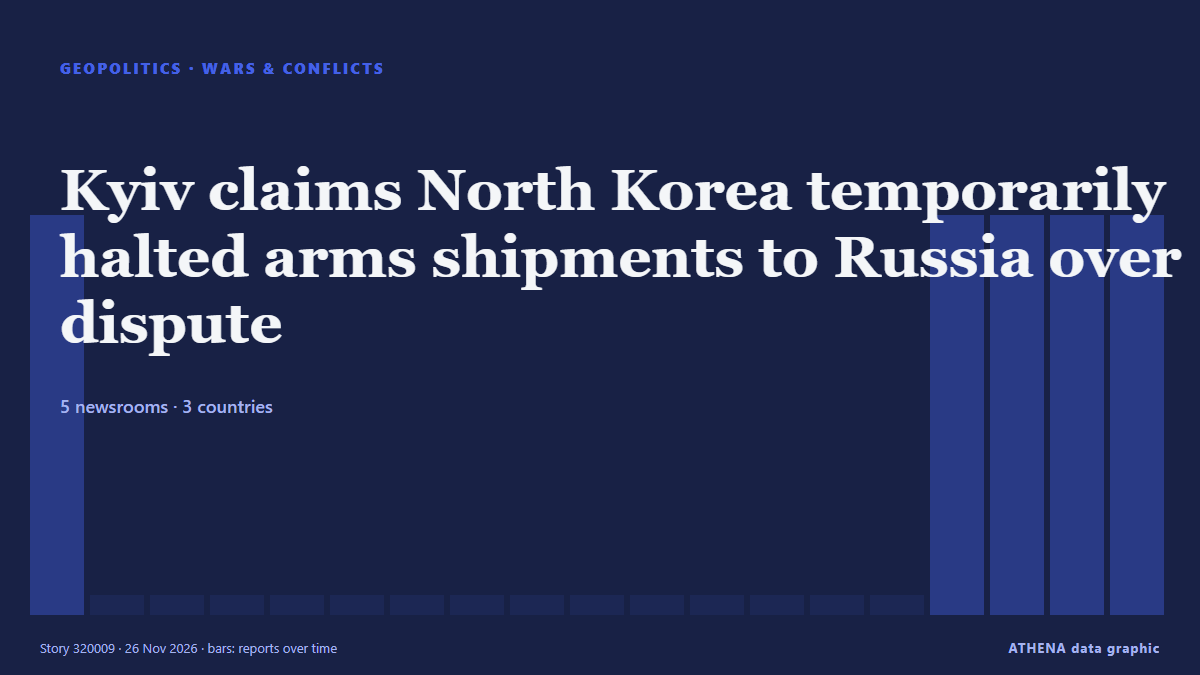 GEOPOLITICS · WARS & CONFLICTS
Kyiv claims North Korea temporarily
halted arms shipments to Russia over
dispute
5 newsrooms · 3 countries
Story 320009 · 26 Nov 2026 · bars: reports over time
ATHENA data graphic